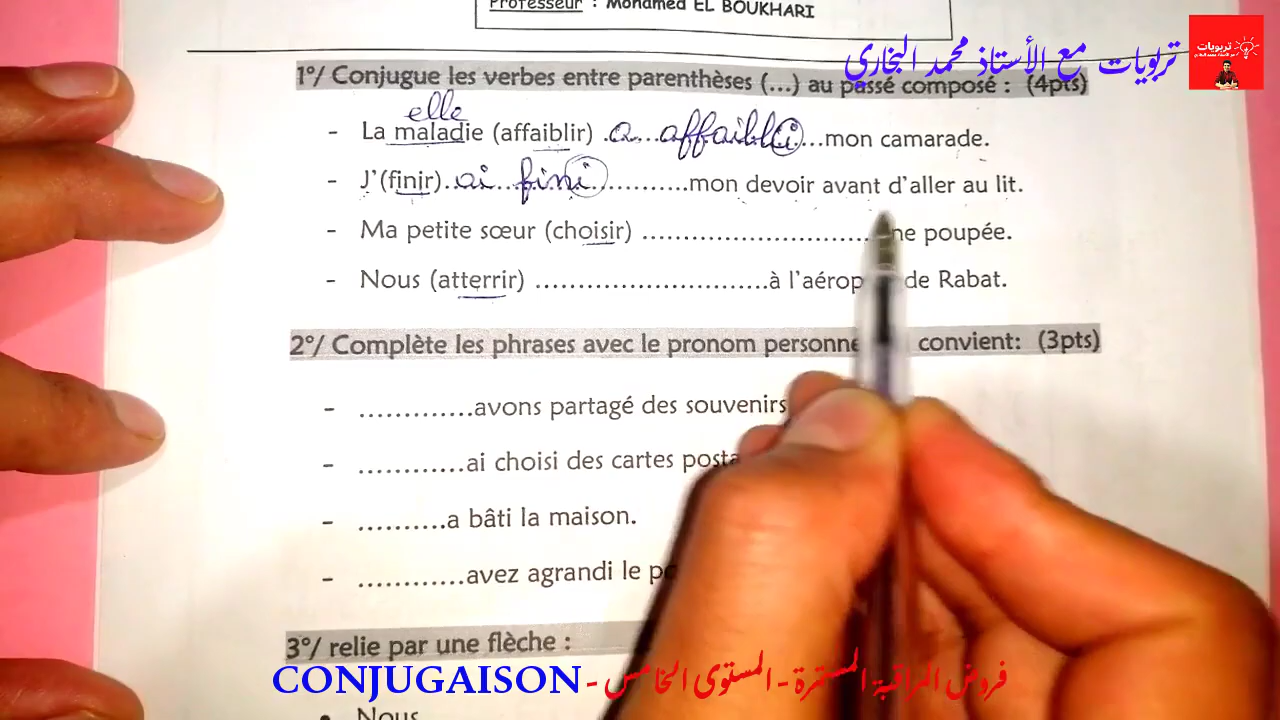 Professeur : Mohamed EL BOUKHARI
تربويات مع الأستاذ محمد البخاري
تربويات
1°/ Conjugue les verbes entre parenthèses (...) au passé composé : (4pts)
elle
- La maladie (affaiblir) .a...affaibli...mon camarade.
- J'(finir)..ai...fini............mon devoir avant d'aller au lit.
- Ma petite sœur (choisir) ............................ne poupée.
- Nous (atterrir) ............................à l'aérop de Rabat.
2°/ Complète les phrases avec le pronom personne convient: (3pts)
- ..............avons partagé des souvenirs
- .............ai choisi des cartes posta
- ...........a bâti la maison.
- .............avez agrandi le
3°/ relie par une flèche :
CONJUGAISON - فروض المراقبة المستمرة - المستوى الخامس
• Nous